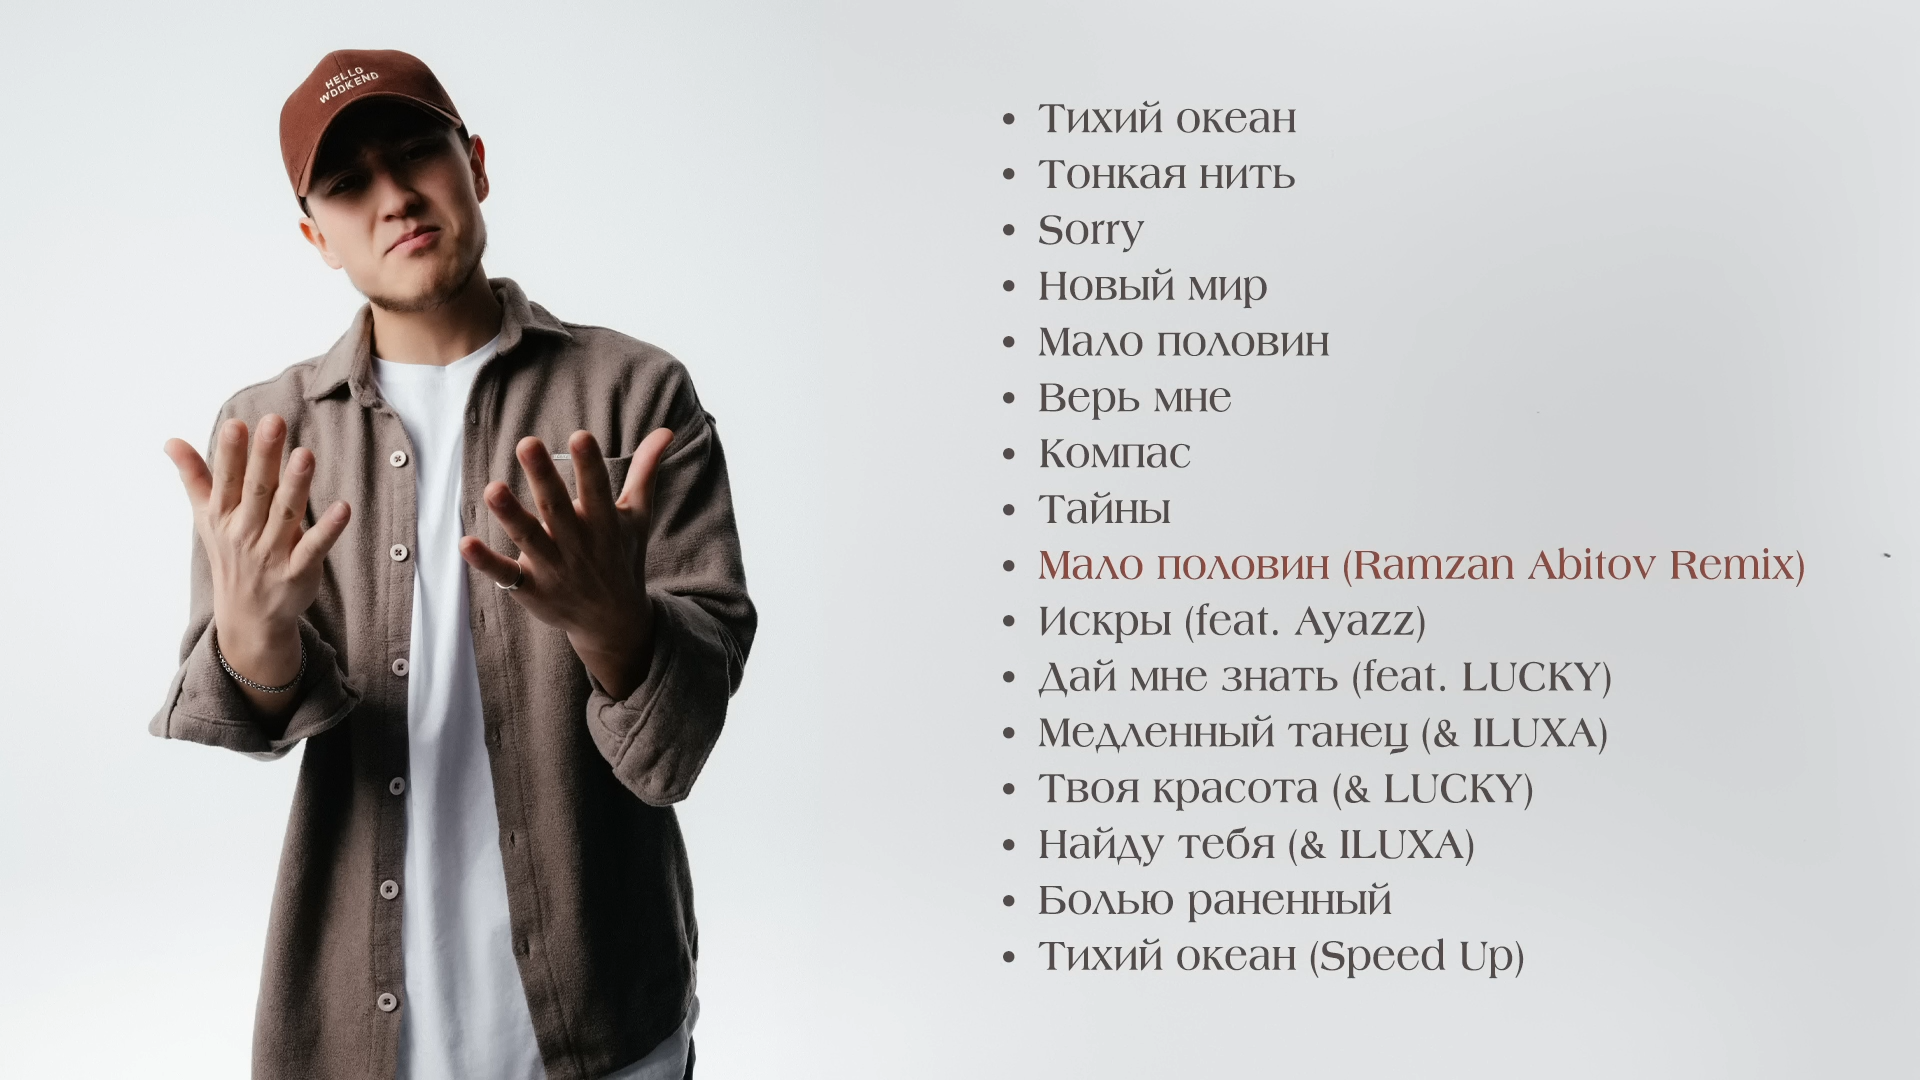 HELLO
WDDKEND
Тихий океан
Тонкая нить
Sorry
Новый мир
Мало половин
Верь мне
Компас
Тайны
Мало половин (Ramzan Abitov Remix)
Искры (feat. Ayazz)
Дай мне знать (feat. LUCKY)
Медленный танец (& ILUXA)
Твоя красота (& LUCKY)
Найду тебя (& ILUXA)
Болью раненный
Тихий океан (Speed Up)